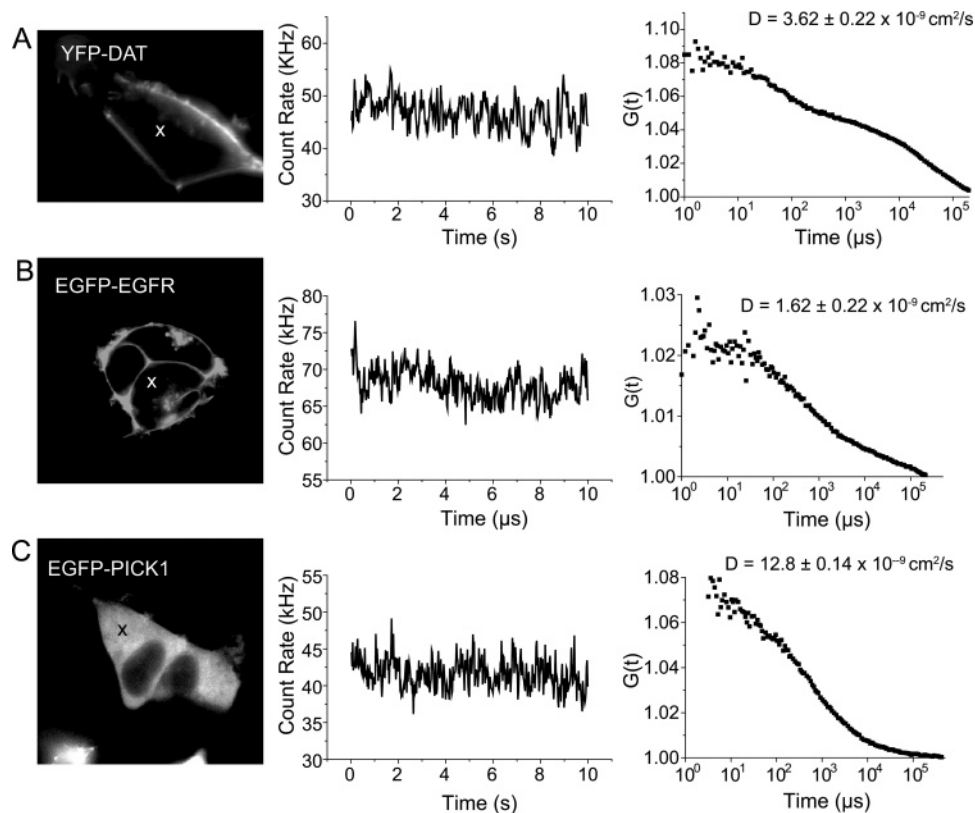 A
YFP-DAT
x
Count Rate (KHz)
65
60
55
50
45
40
35
30
0 2 4 6 8 10
Time (s)
D = 3.62 ± 0.22 x 10⁻⁹ cm²/s
G(t)
1.10
1.08
1.06
1.04
1.02
1.00
10⁰ 10¹ 10² 10³ 10⁴ 10⁵
Time (µs)
B
EGFP-EGFR
x
Count Rate (kHz)
80
75
70
65
60
55
0 2 4 6 8 10
Time (µs)
D = 1.62 ± 0.22 x 10⁻⁹ cm²/s
G(t)
1.03
1.02
1.01
1.00
10⁰ 10¹ 10² 10³ 10⁴ 10⁵
Time (µs)
C
EGFP-PICK1
x
Count Rate (kHz)
55
50
45
40
35
30
0 2 4 6 8 10
Time (s)
D = 12.8 ± 0.14 x 10⁻⁹ cm²/s
G(t)
1.08
1.06
1.04
1.02
1.00
10⁰ 10¹ 10² 10³ 10⁴ 10⁵
Time (µs)